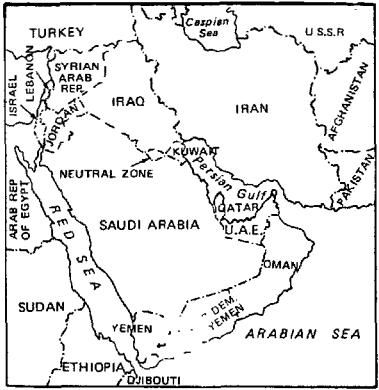 TURKEY
Caspian
Sea
U.S.S.R
LEBANON
SYRIAN
ARAB
REP.
ISRAEL
JORDAN
IRAQ
IRAN
AFGHANISTAN
PAKISTAN
KUWAIT
NEUTRAL ZONE
Persian Gulf
ARAB REP
OF EGYPT
RED SEA
SAUDI ARABIA
QATAR
U.A.E.
OMAN
SUDAN
YEMEN
DEM.
YEMEN
ARABIAN SEA
ETHIOPIA
DJIBOUTI